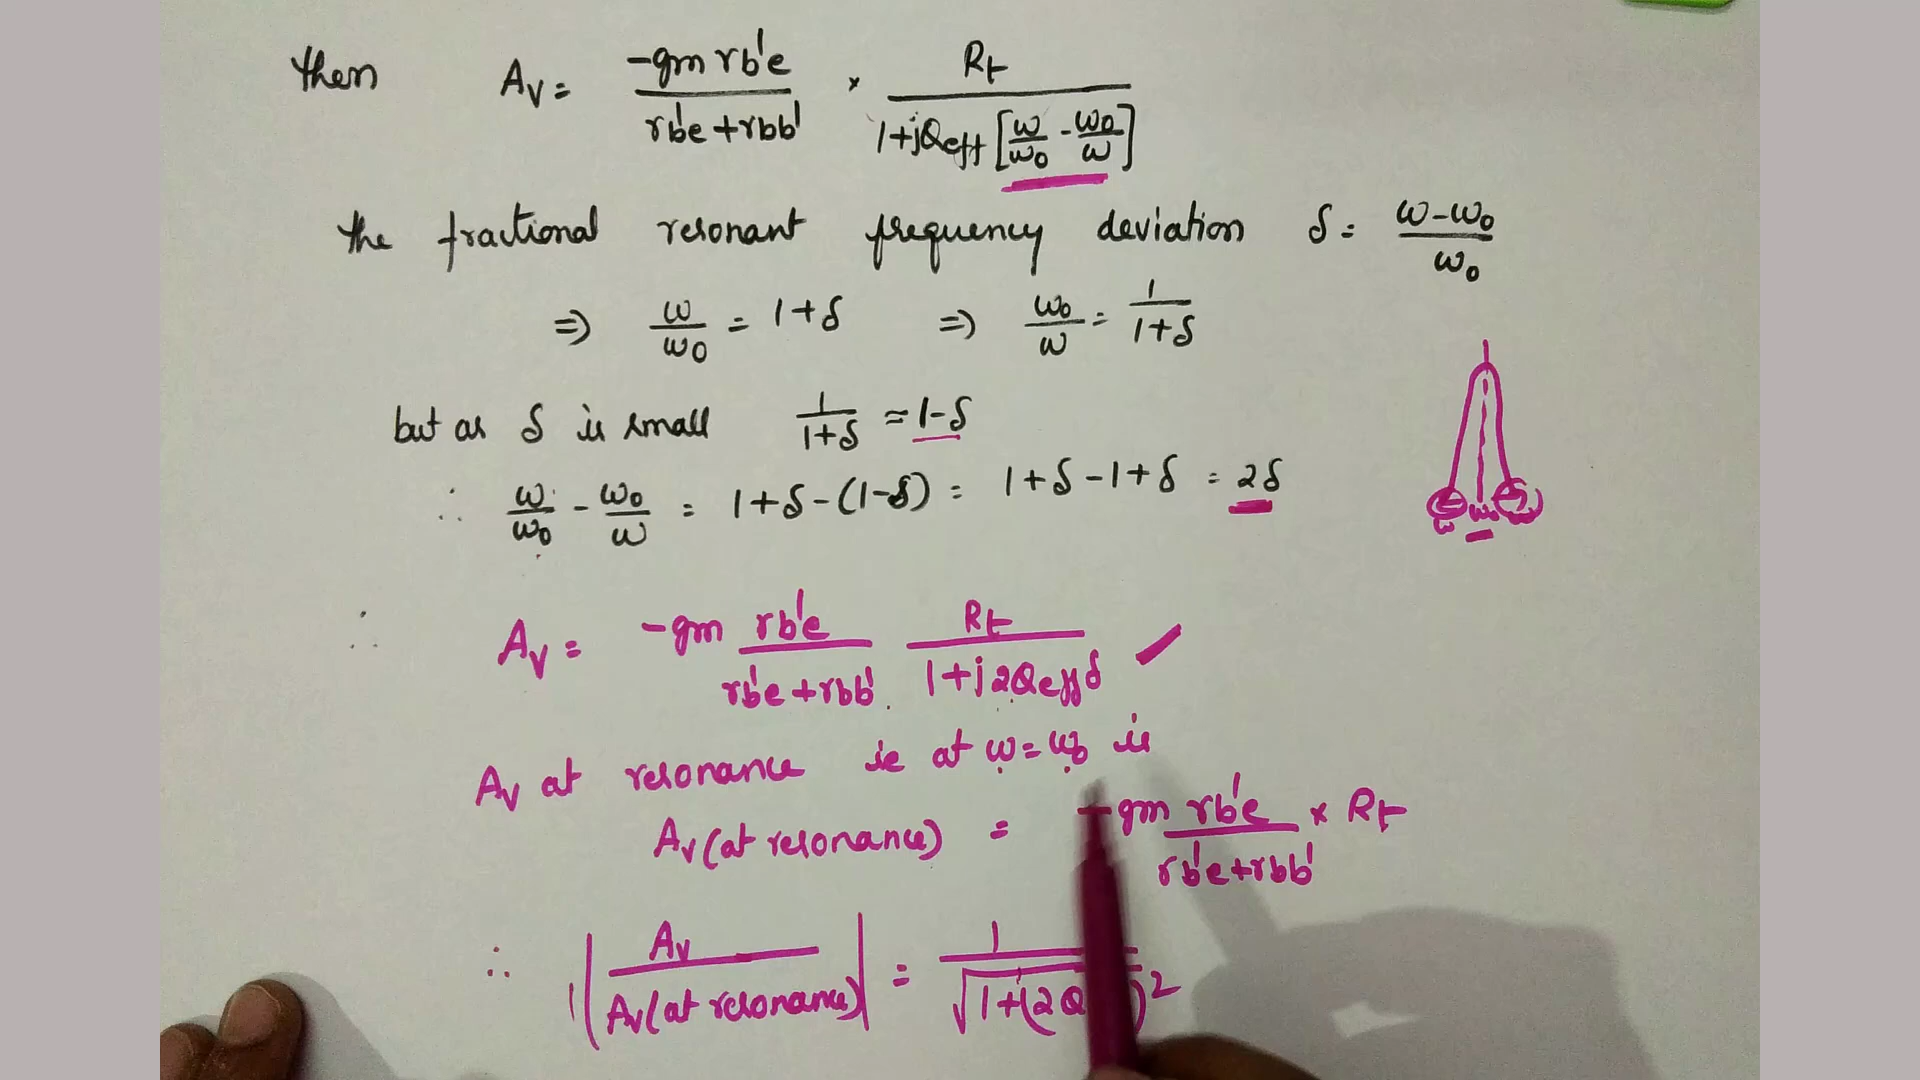 then Av = -gm rb'e / rb'e + rbb' × Rt / 1+jQeff [ω/ω0 - ω0/ω]
the fractional resonant frequency deviation δ = ω-ω0 / ω0
⇒ ω/ω0 = 1+δ ⇒ ω0/ω = 1/1+δ
but as δ is small 1/1+δ ≈ 1-δ
∴ ω/ω0 - ω0/ω = 1+δ-(1-δ) = 1+δ-1+δ = 2δ
ω ω0
∴ Av = -gm rb'e / rb'e+rbb' Rt / 1+j2Qeffδ
Av at resonance ie at ω=ω0 is
Av(at resonance) = -gm rb'e / rb'e+rbb' × Rt
∴ |Av / Av(at resonance)| = 1 / √1+(2Q )²